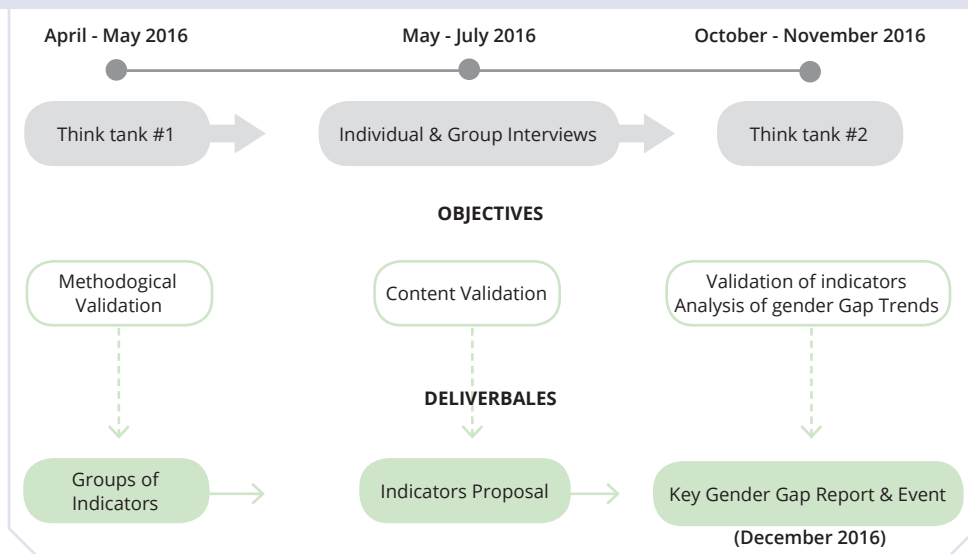 April - May 2016
May - July 2016
October - November 2016
Think tank #1
Individual & Group Interviews
Think tank #2
OBJECTIVES
Methodogical
Validation
Content Validation
Validation of indicators
Analysis of gender Gap Trends
DELIVERBALES
Groups of
Indicators
Indicators Proposal
Key Gender Gap Report & Event
(December 2016)